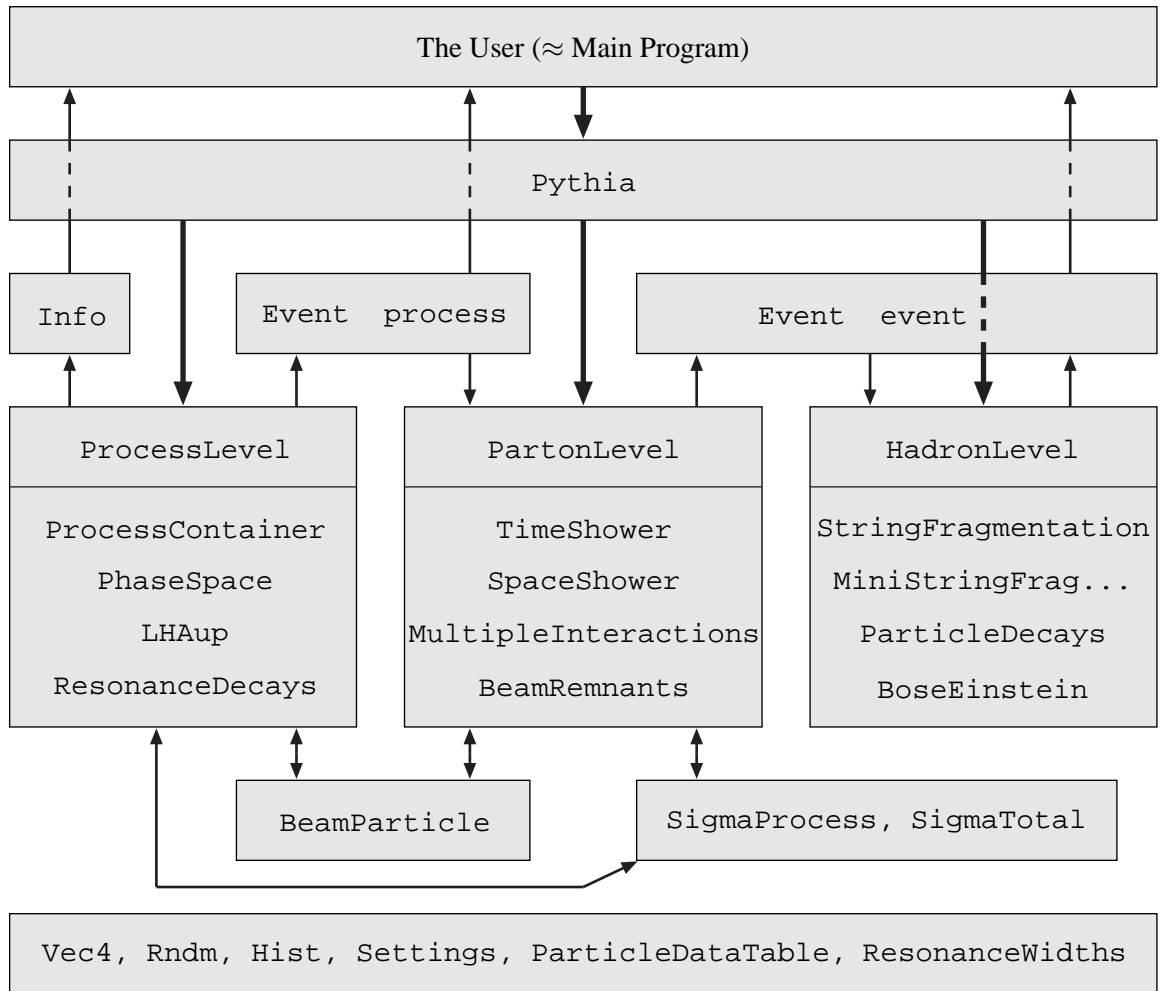 The User (≈ Main Program)
Pythia
Info
Event process
Event event
ProcessLevel
ProcessContainer
PhaseSpace
LHAup
ResonanceDecays
PartonLevel
TimeShower
SpaceShower
MultipleInteractions
BeamRemnants
HadronLevel
StringFragmentation
MiniStringFrag...
ParticleDecays
BoseEinstein
BeamParticle
SigmaProcess, SigmaTotal
Vec4, Rndm, Hist, Settings, ParticleDataTable, ResonanceWidths